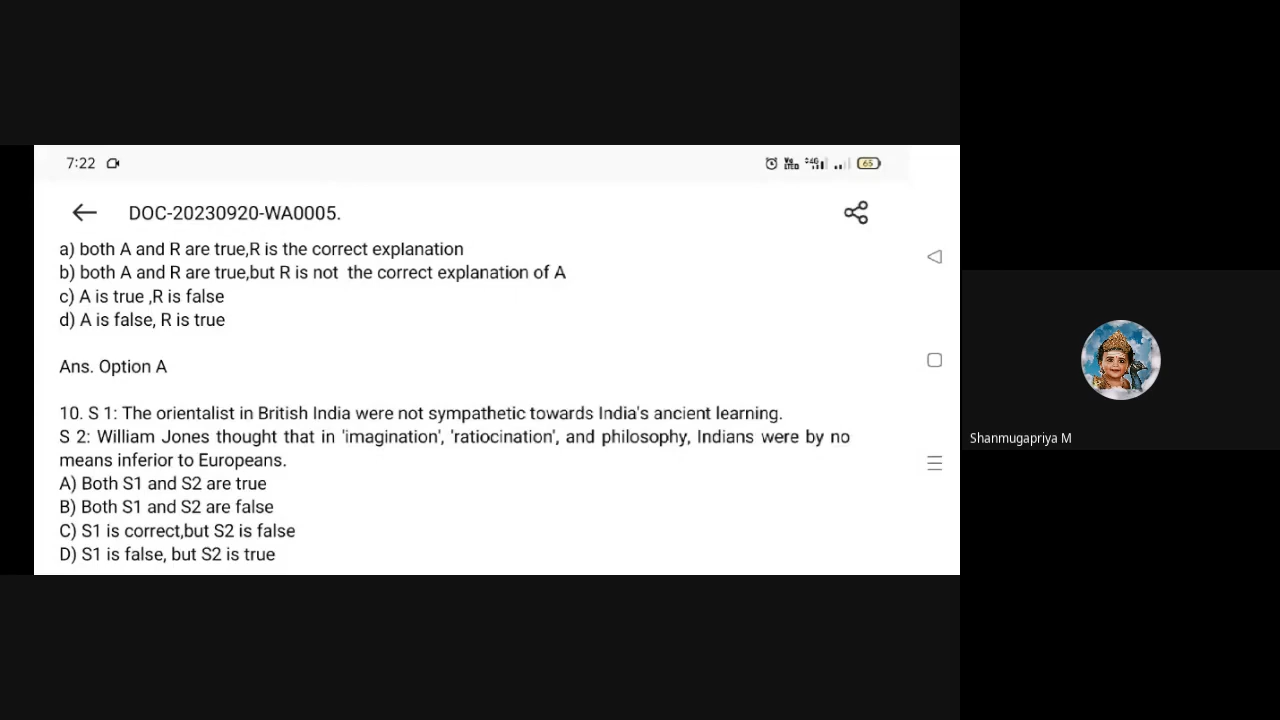 7:22
65
DOC-20230920-WA0005.
a) both A and R are true,R is the correct explanation
b) both A and R are true,but R is not the correct explanation of A
c) A is true ,R is false
d) A is false, R is true
Ans. Option A
10. S 1: The orientalist in British India were not sympathetic towards India's ancient learning.
S 2: William Jones thought that in 'imagination', 'ratiocination', and philosophy, Indians were by no
means inferior to Europeans.
A) Both S1 and S2 are true
B) Both S1 and S2 are false
C) S1 is correct,but S2 is false
D) S1 is false, but S2 is true
Shanmugapriya M